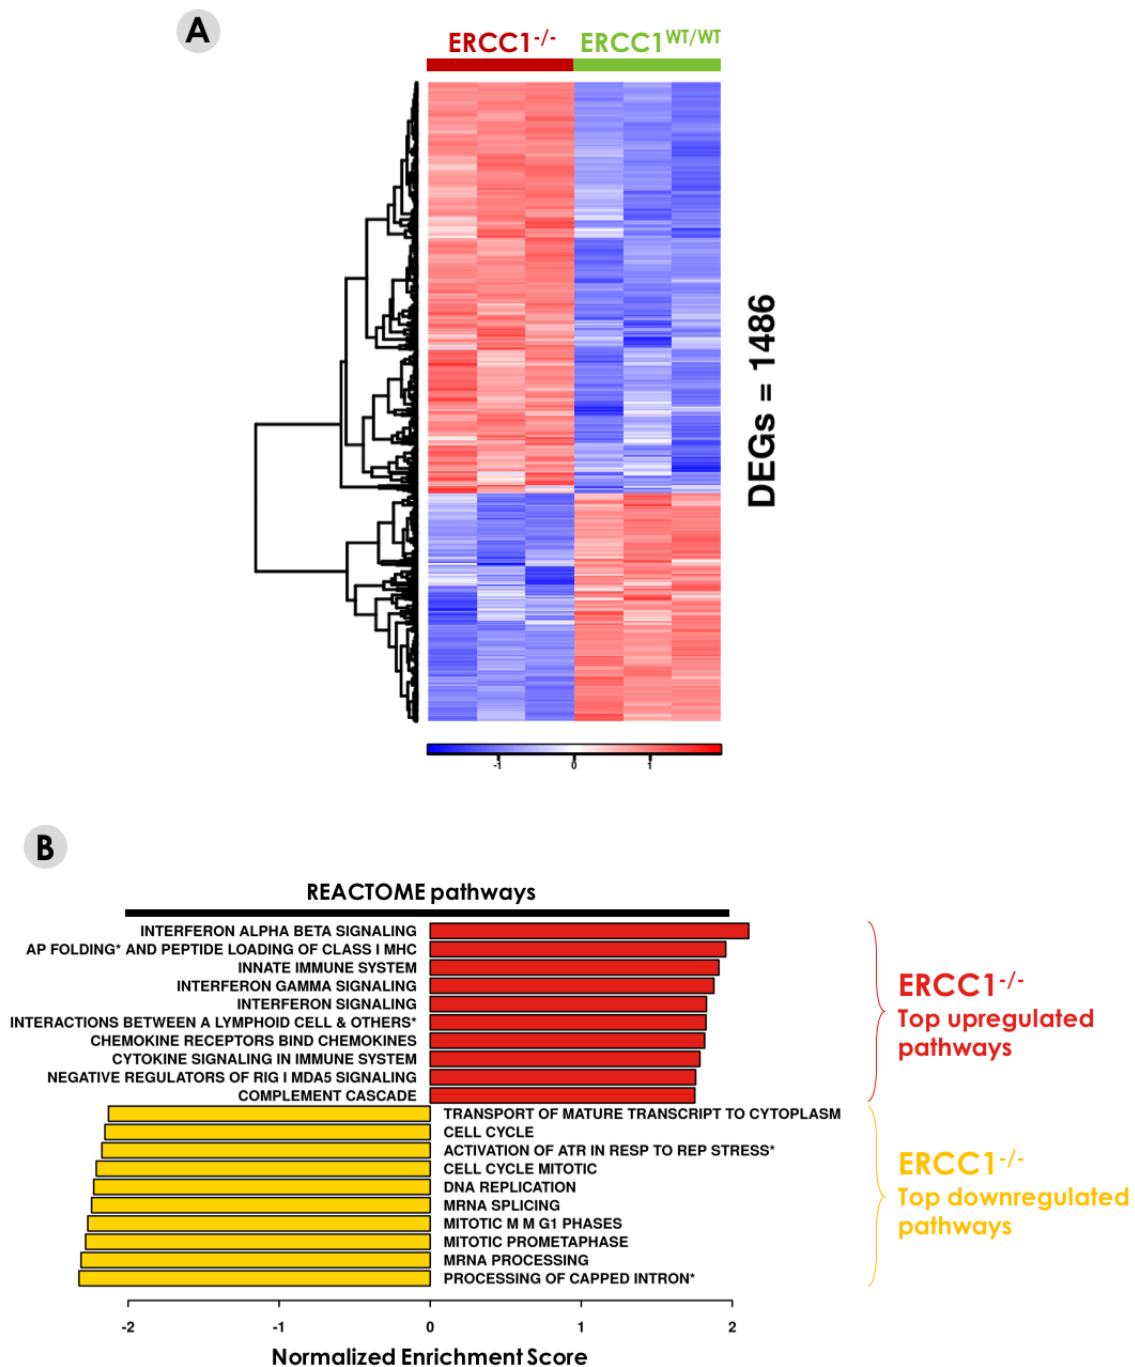 A
ERCC1-/- ERCC1WT/WT
DEGs = 1486
-1 0 1
B
REACTOME pathways
INTERFERON ALPHA BETA SIGNALING
AP FOLDING* AND PEPTIDE LOADING OF CLASS I MHC
INNATE IMMUNE SYSTEM
INTERFERON GAMMA SIGNALING
INTERFERON SIGNALING
INTERACTIONS BETWEEN A LYMPHOID CELL & OTHERS*
CHEMOKINE RECEPTORS BIND CHEMOKINES
CYTOKINE SIGNALING IN IMMUNE SYSTEM
NEGATIVE REGULATORS OF RIG I MDA5 SIGNALING
COMPLEMENT CASCADE
ERCC1-/-
Top upregulated
pathways
TRANSPORT OF MATURE TRANSCRIPT TO CYTOPLASM
CELL CYCLE
ACTIVATION OF ATR IN RESP TO REP STRESS*
CELL CYCLE MITOTIC
DNA REPLICATION
MRNA SPLICING
MITOTIC M M G1 PHASES
MITOTIC PROMETAPHASE
MRNA PROCESSING
PROCESSING OF CAPPED INTRON*
ERCC1-/-
Top downregulated
pathways
-2 -1 0 1 2
Normalized Enrichment Score